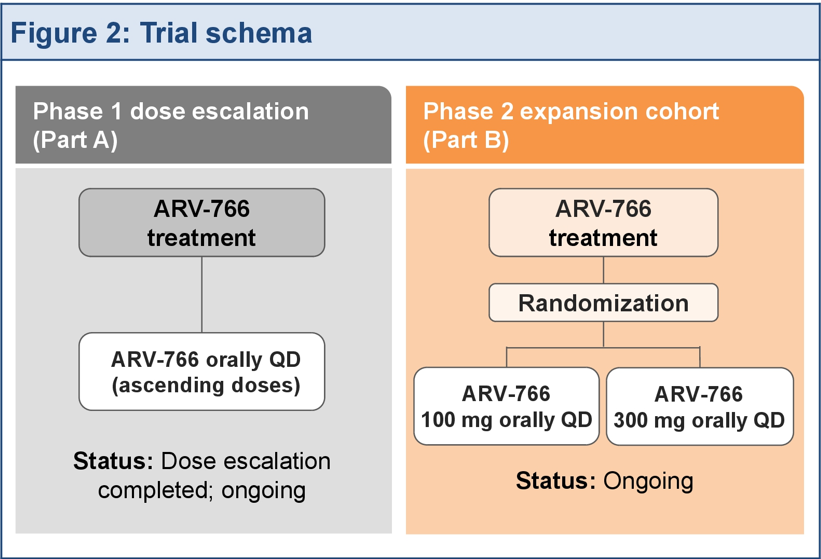 Figure 2: Trial schema
Phase 1 dose escalation
(Part A)
ARV-766
treatment
ARV-766 orally QD
(ascending doses)
Status: Dose escalation
completed; ongoing
Phase 2 expansion cohort
(Part B)
ARV-766
treatment
Randomization
ARV-766
100 mg orally QD
ARV-766
300 mg orally QD
Status: Ongoing